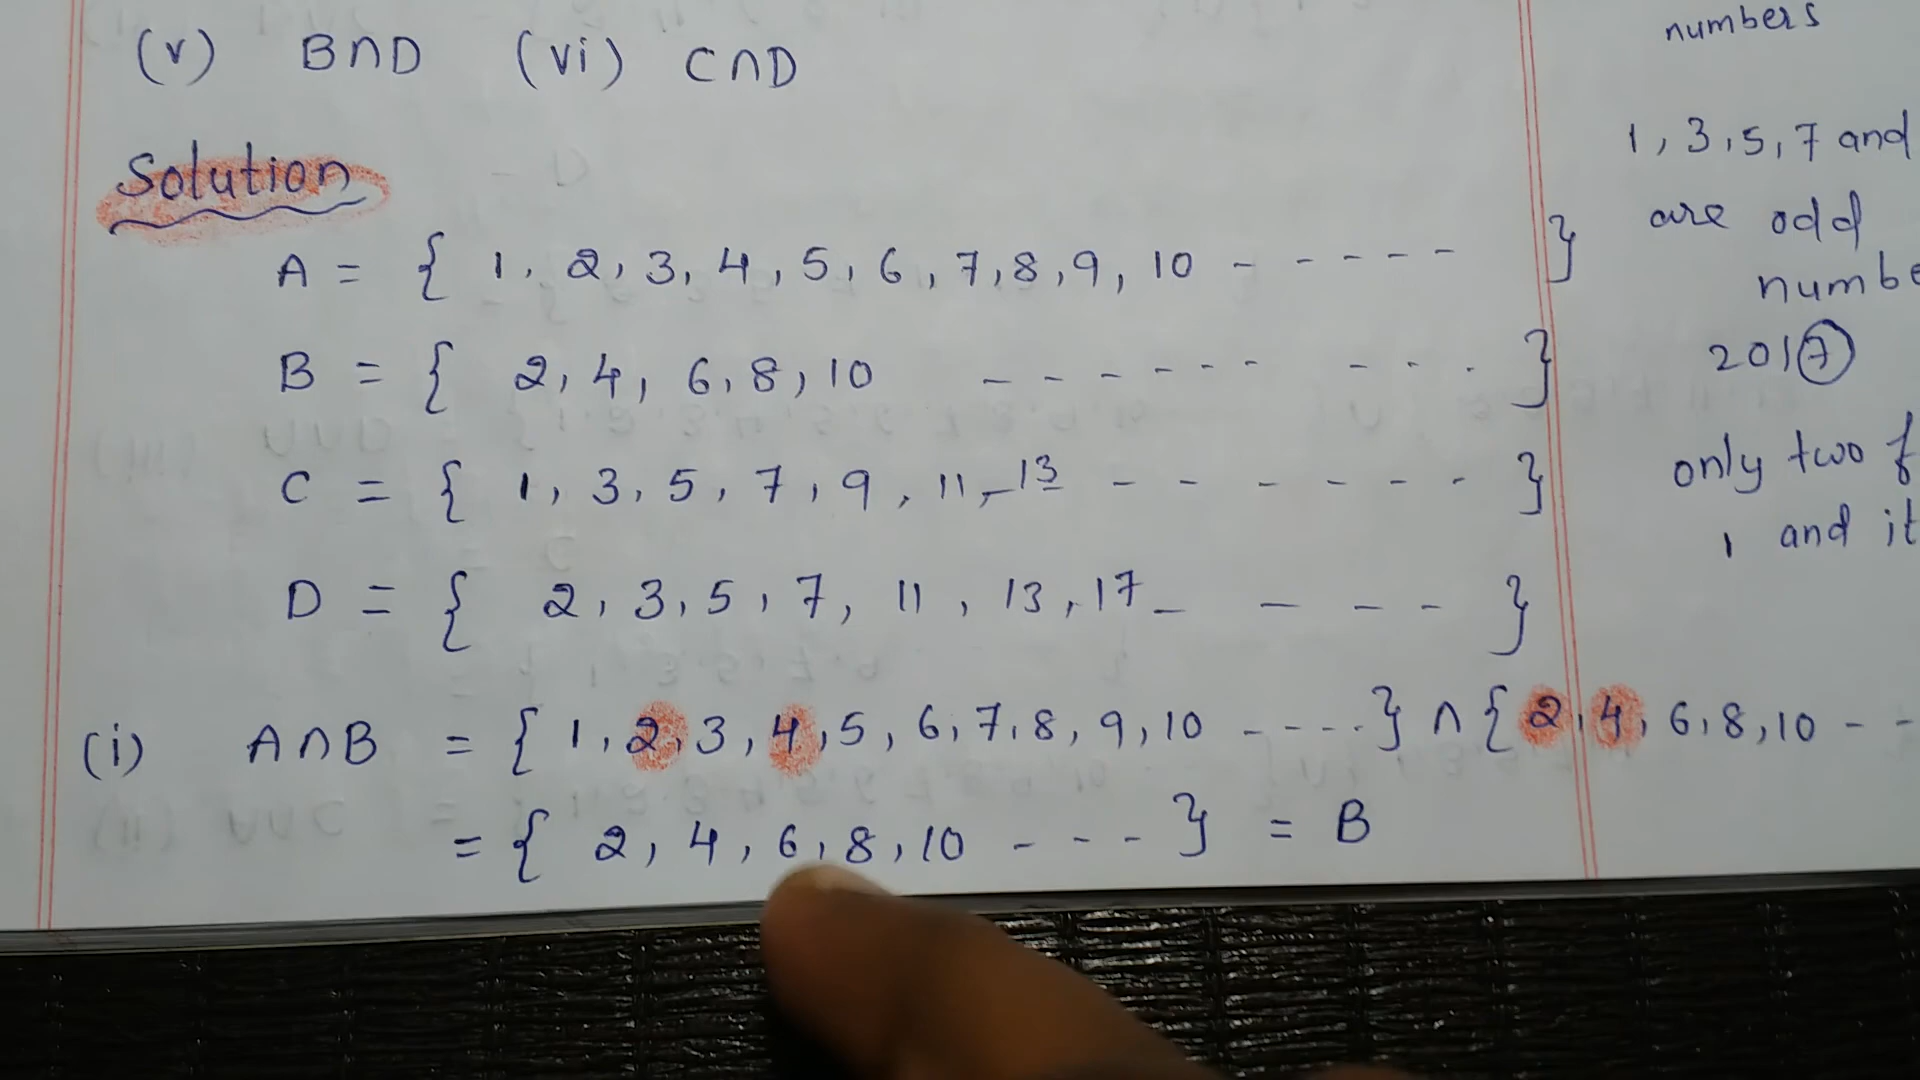 (v) B∩D (vi) C∩D
Solution
A = { 1, 2, 3, 4, 5, 6, 7, 8, 9, 10 - - - - - }
B = { 2, 4, 6, 8, 10 - - - - - - - - . }
C = { 1, 3, 5, 7, 9, 11, 13 - - - - - - }
D = { 2, 3, 5, 7, 11, 13, 17 - - - - }
(i) A∩B = { 1, 2, 3, 4, 5, 6, 7, 8, 9, 10 - - - - } ∩ { 2, 4, 6, 8, 10 - -
= { 2, 4, 6, 8, 10 - - - } = B
numbers
1, 3, 5, 7 and
are odd
numbe
2017
only two f
1 and it